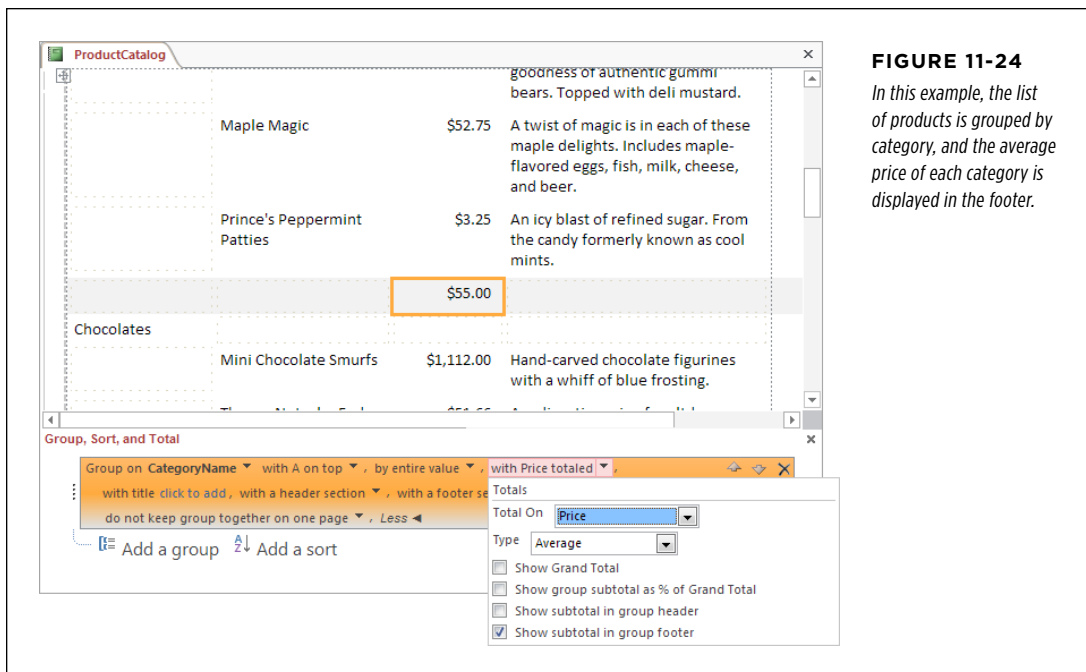 ProductCatalog
goodness of authentic gummi
bears. Topped with deli mustard.
Maple Magic $52.75 A twist of magic is in each of these
maple delights. Includes maple-
flavored eggs, fish, milk, cheese,
and beer.
Prince's Peppermint $3.25 An icy blast of refined sugar. From
Patties the candy formerly known as cool
mints.
$55.00
Chocolates
Mini Chocolate Smurfs $1,112.00 Hand-carved chocolate figurines
with a whiff of blue frosting.
Group, Sort, and Total
Group on CategoryName with A on top , by entire value , with Price totaled ,
with title click to add , with a header section , with a footer se
do not keep group together on one page , Less
Add a group Add a sort
Totals
Total On Price
Type Average
Show Grand Total
Show group subtotal as % of Grand Total
Show subtotal in group header
Show subtotal in group footer
FIGURE 11-24
In this example, the list
of products is grouped by
category, and the average
price of each category is
displayed in the footer.